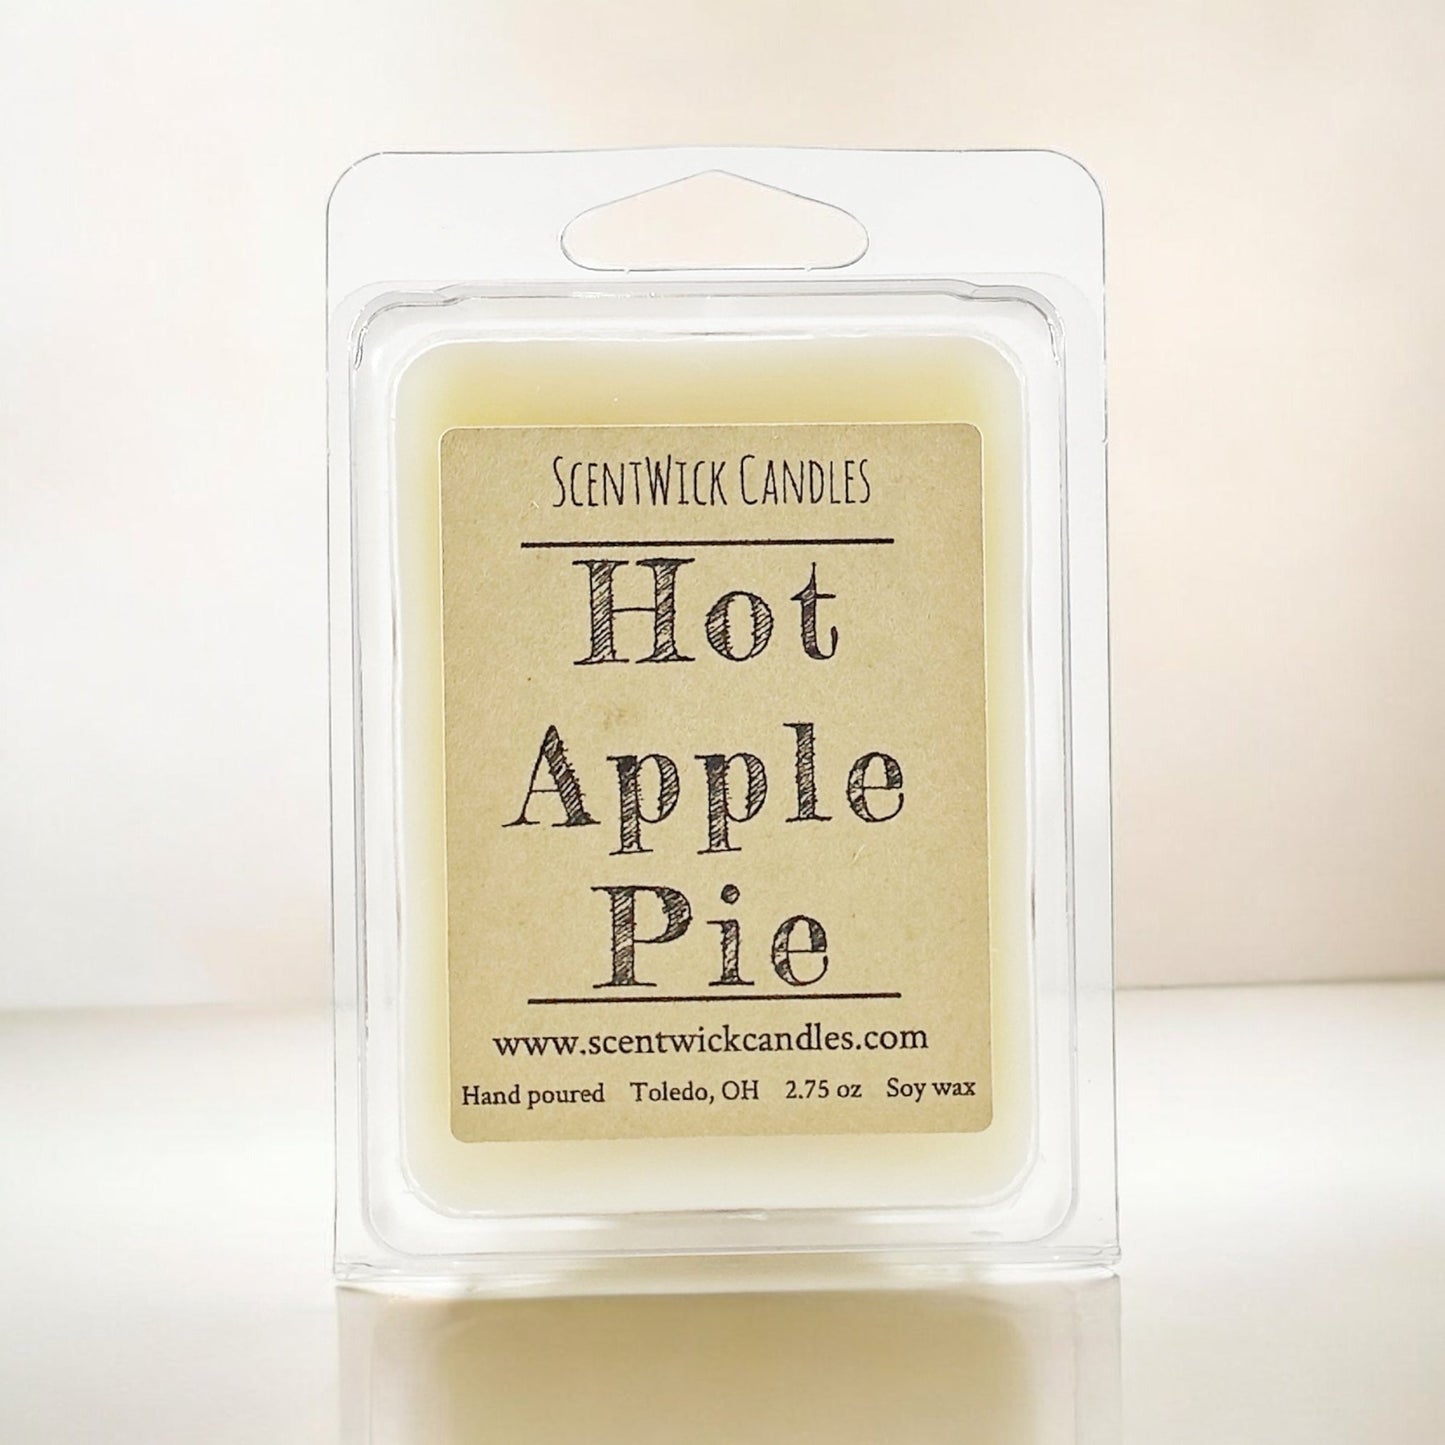 ScentWick Candles
Hot
Apple
Pie
www.scentwickcandles.com
Hand poured Toledo, OH 2.75 oz Soy wax